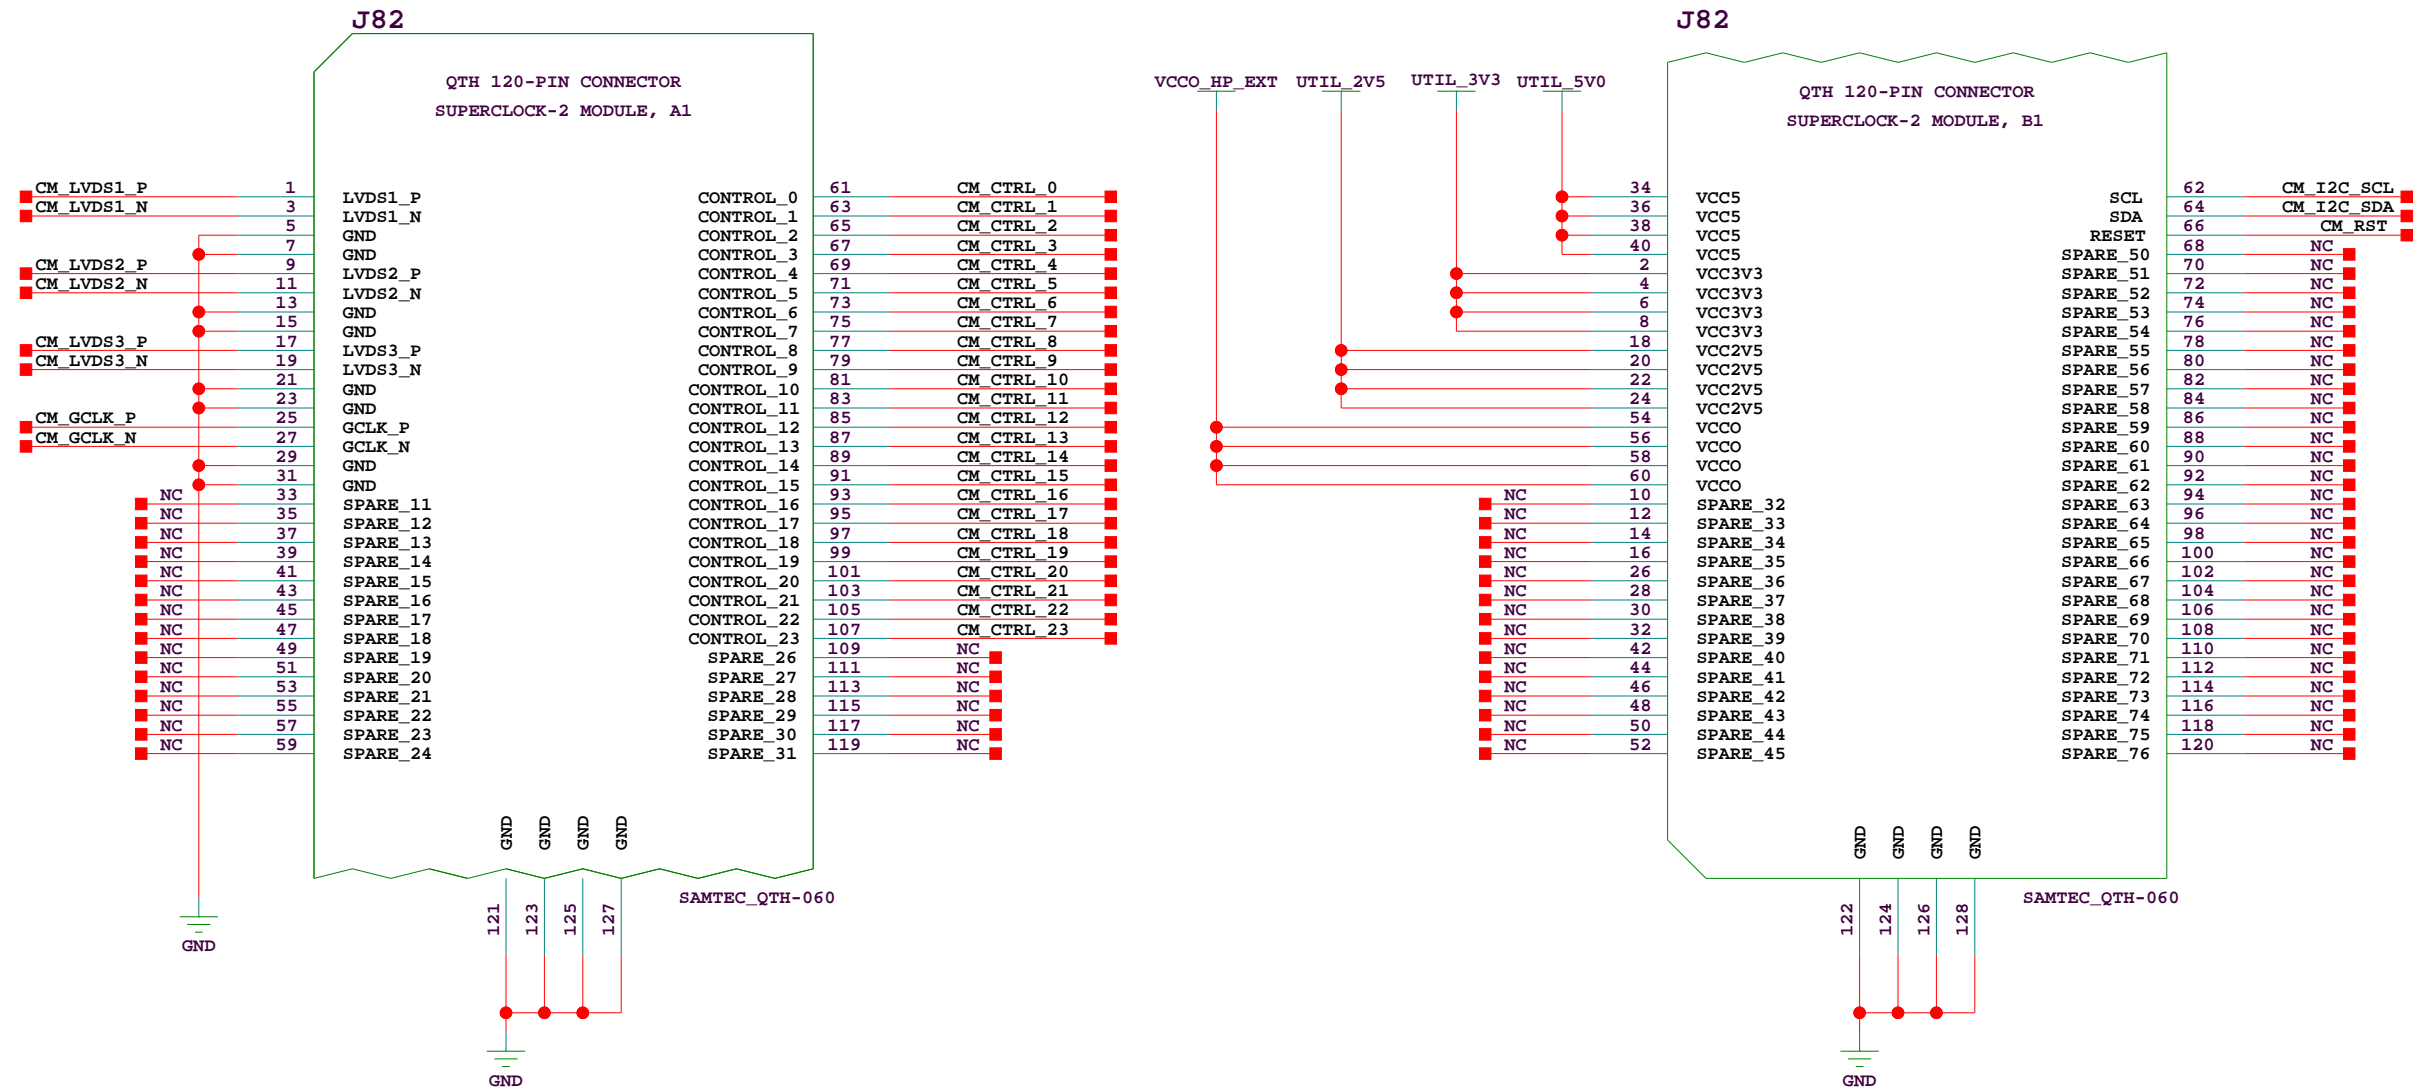 J82
QTH 120-PIN CONNECTOR
SUPERCLOCK-2 MODULE, A1
CM_LVDS1_P 1 LVDS1_P CONTROL_0 61 CM_CTRL_0
CM_LVDS1_N 3 LVDS1_N CONTROL_1 63 CM_CTRL_1
5 GND CONTROL_2 65 CM_CTRL_2
7 GND CONTROL_3 67 CM_CTRL_3
CM_LVDS2_P 9 LVDS2_P CONTROL_4 69 CM_CTRL_4
CM_LVDS2_N 11 LVDS2_N CONTROL_5 71 CM_CTRL_5
13 GND CONTROL_6 73 CM_CTRL_6
15 GND CONTROL_7 75 CM_CTRL_7
CM_LVDS3_P 17 LVDS3_P CONTROL_8 77 CM_CTRL_8
CM_LVDS3_N 19 LVDS3_N CONTROL_9 79 CM_CTRL_9
21 GND CONTROL_10 81 CM_CTRL_10
23 GND CONTROL_11 83 CM_CTRL_11
CM_GCLK_P 25 GCLK_P CONTROL_12 85 CM_CTRL_12
CM_GCLK_N 27 GCLK_N CONTROL_13 87 CM_CTRL_13
29 GND CONTROL_14 89 CM_CTRL_14
31 GND CONTROL_15 91 CM_CTRL_15
NC 33 SPARE_11 CONTROL_16 93 CM_CTRL_16
NC 35 SPARE_12 CONTROL_17 95 CM_CTRL_17
NC 37 SPARE_13 CONTROL_18 97 CM_CTRL_18
NC 39 SPARE_14 CONTROL_19 99 CM_CTRL_19
NC 41 SPARE_15 CONTROL_20 101 CM_CTRL_20
NC 43 SPARE_16 CONTROL_21 103 CM_CTRL_21
NC 45 SPARE_17 CONTROL_22 105 CM_CTRL_22
NC 47 SPARE_18 CONTROL_23 107 CM_CTRL_23
NC 49 SPARE_19 SPARE_26 109 NC
NC 51 SPARE_20 SPARE_27 111 NC
NC 53 SPARE_21 SPARE_28 113 NC
NC 55 SPARE_22 SPARE_29 115 NC
NC 57 SPARE_23 SPARE_30 117 NC
NC 59 SPARE_24 SPARE_31 119 NC
GND GND GND GND
SAMTEC_QTH-060
121 123 125 127
GND
GND
J82
VCCO_HP_EXT UTIL_2V5 UTIL_3V3 UTIL_5V0
QTH 120-PIN CONNECTOR
SUPERCLOCK-2 MODULE, B1
34 VCC5 SCL 62 CM_I2C_SCL
36 VCC5 SDA 64 CM_I2C_SDA
38 VCC5 RESET 66 CM_RST
40 VCC5 SPARE_50 68 NC
2 VCC3V3 SPARE_51 70 NC
4 VCC3V3 SPARE_52 72 NC
6 VCC3V3 SPARE_53 74 NC
8 VCC3V3 SPARE_54 76 NC
18 VCC2V5 SPARE_55 78 NC
20 VCC2V5 SPARE_56 80 NC
22 VCC2V5 SPARE_57 82 NC
24 VCC2V5 SPARE_58 84 NC
54 VCCO SPARE_59 86 NC
56 VCCO SPARE_60 88 NC
58 VCCO SPARE_61 90 NC
60 VCCO SPARE_62 92 NC
NC 10 SPARE_32 SPARE_63 94 NC
NC 12 SPARE_33 SPARE_64 96 NC
NC 14 SPARE_34 SPARE_65 98 NC
NC 16 SPARE_35 SPARE_66 100 NC
NC 26 SPARE_36 SPARE_67 102 NC
NC 28 SPARE_37 SPARE_68 104 NC
NC 30 SPARE_38 SPARE_69 106 NC
NC 32 SPARE_39 SPARE_70 108 NC
NC 42 SPARE_40 SPARE_71 110 NC
NC 44 SPARE_41 SPARE_72 112 NC
NC 46 SPARE_42 SPARE_73 114 NC
NC 48 SPARE_43 SPARE_74 116 NC
NC 50 SPARE_44 SPARE_75 118 NC
NC 52 SPARE_45 SPARE_76 120 NC
GND GND GND GND
SAMTEC_QTH-060
122 124 126 128
GND